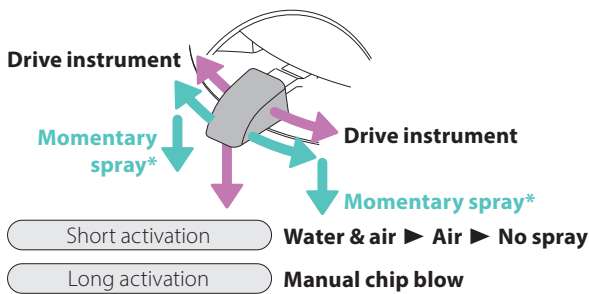 Drive instrument
Momentary
spray*
Drive instrument
Momentary spray*
Short activation Water & air ► Air ► No spray
Long activation Manual chip blow